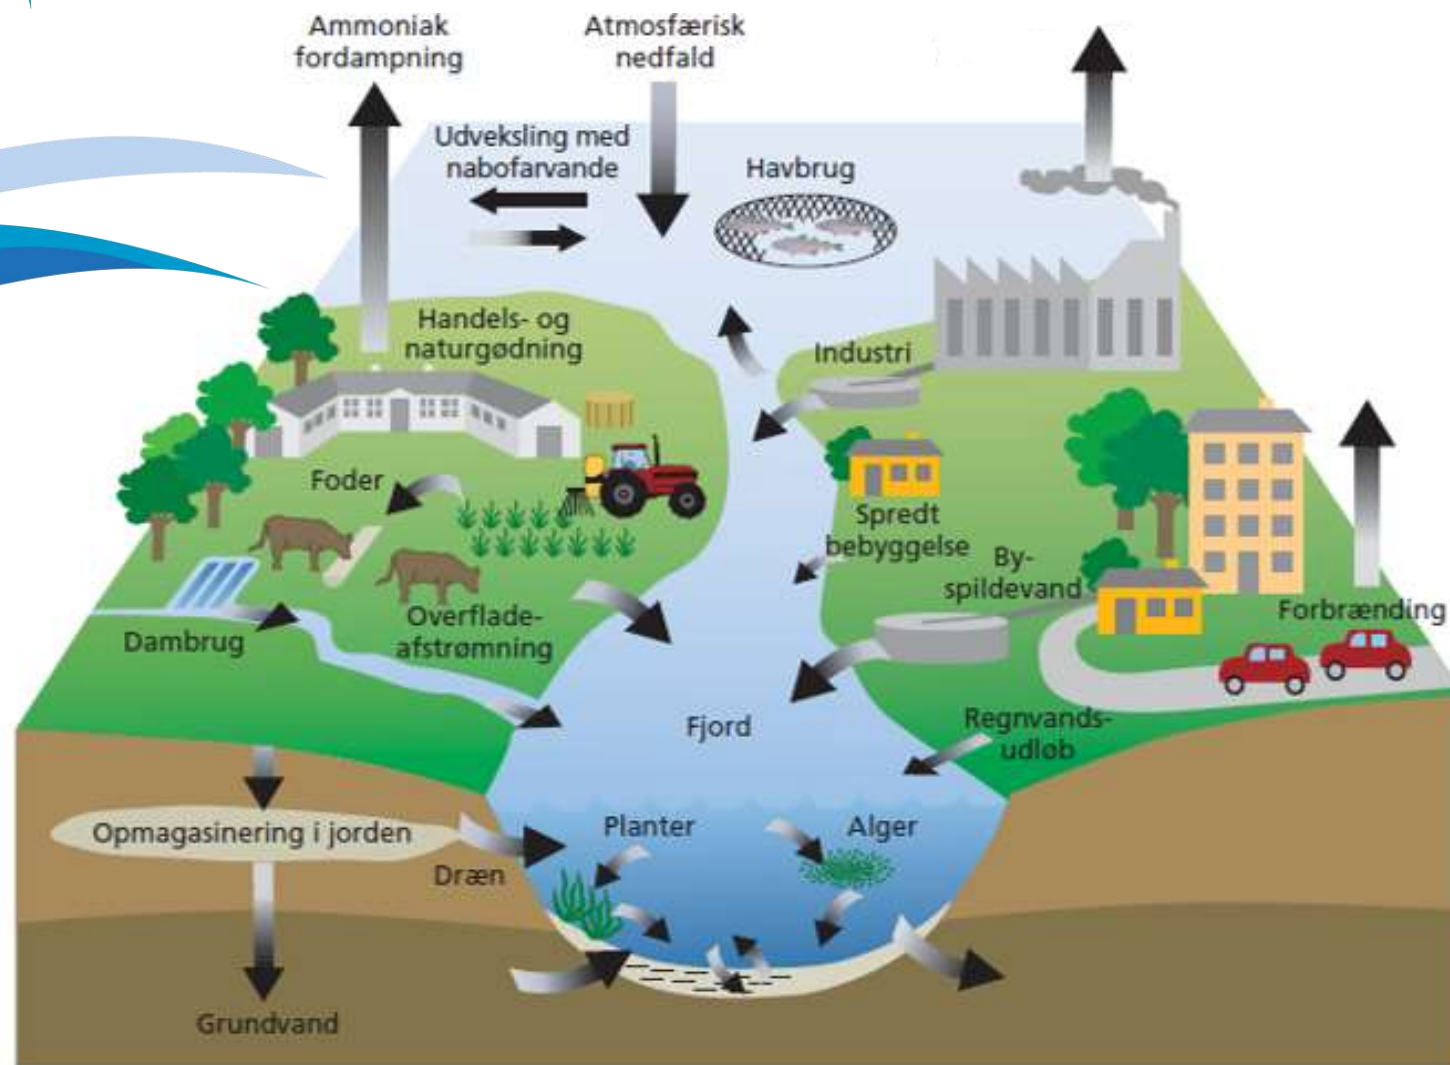 Ammoniak
fordampning
Atmosfærisk
nedfald
Udveksling med
nabofarvande
Havbrug
Handels- og
naturgødning
Industri
Foder
Spredt
bebyggelse
By-
spildevand
Forbrænding
Dambrug
Overflade-
afstrømning
Fjord
Regnvands-
udløb
Opmagasinering i jorden
Planter
Alger
Dræn
Grundvand